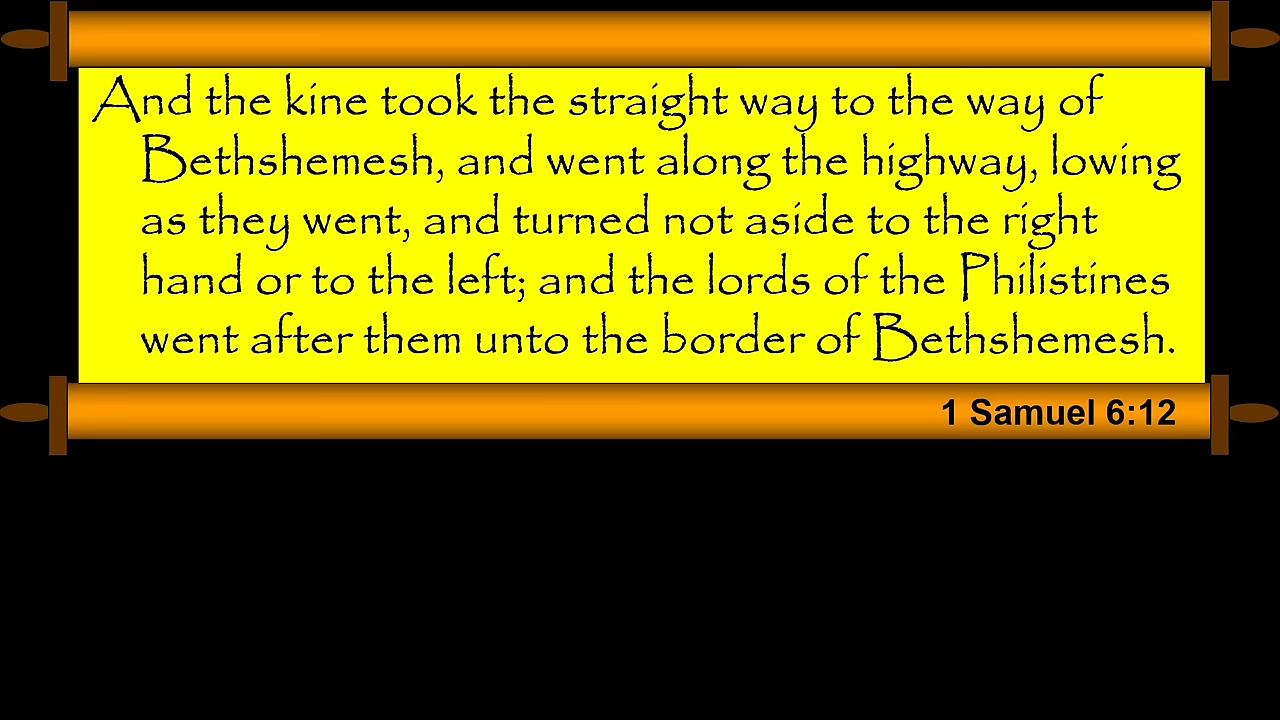 And the kine took the straight way to the way of
Bethshemesh, and went along the highway, lowing
as they went, and turned not aside to the right
hand or to the left; and the lords of the Philistines
went after them unto the border of Bethshemesh.
1 Samuel 6:12